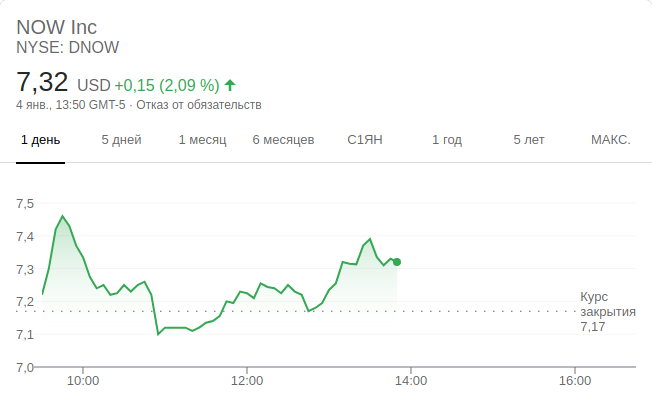 NOW Inc
NYSE: DNOW
7,32 USD +0,15 (2,09 %)
4 янв., 13:50 GMT-5 · Отказ от обязательств
1 день 5 дней 1 месяц 6 месяцев С1ЯН 1 год 5 лет МАКС.
7,5
7,4
7,3
7,2
Курс
закрытия
7,17
7,1
7,0
10:00 12:00 14:00 16:00